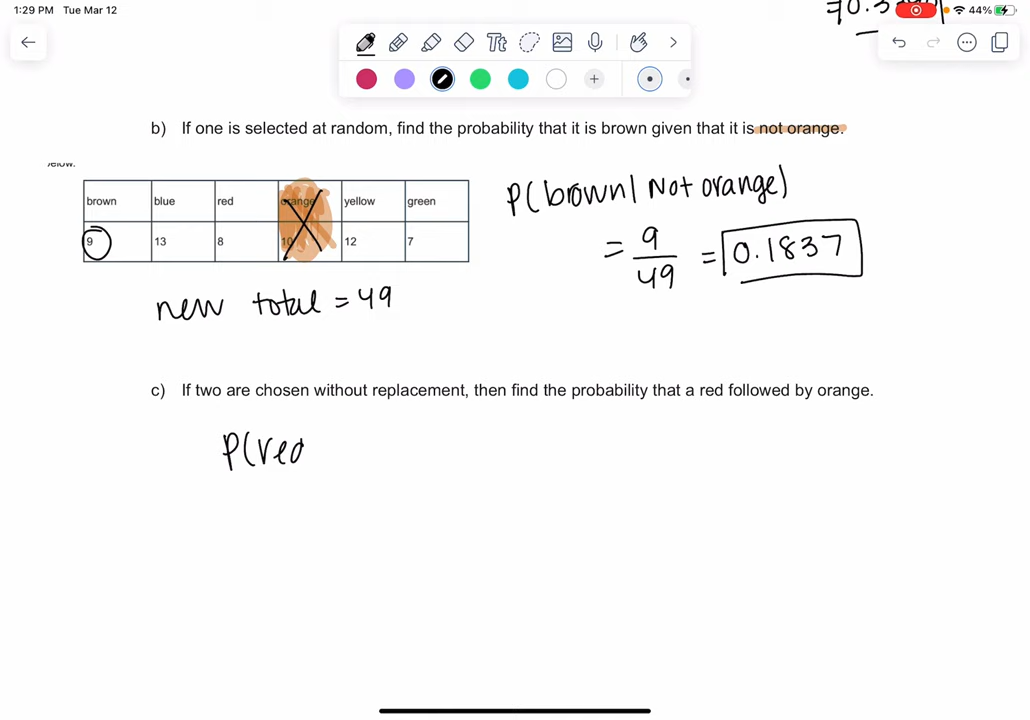 1:29 PM Tue Mar 12
44%
Tt
b) If one is selected at random, find the probability that it is brown given that it is not orange.
brown blue red orange yellow green
9 13 8 10 12 7
P(brown | Not orange)
= 9/49 = 0.1837
new total = 49
c) If two are chosen without replacement, then find the probability that a red followed by orange.
P(red